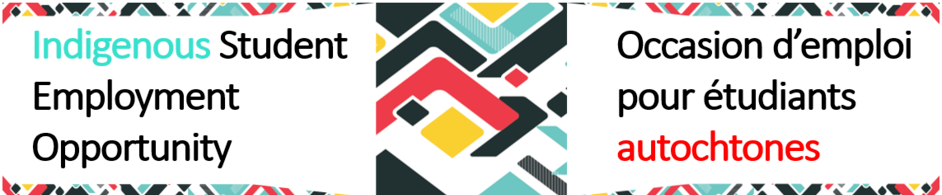 Indigenous Student
Employment
Opportunity
Occasion d’emploi
pour étudiants
autochtones